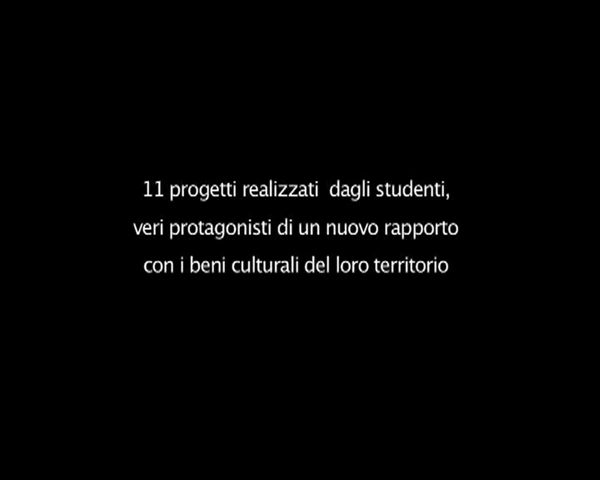 11 progetti realizzati  dagli studenti,
veri protagonisti di un nuovo rapporto
con i beni culturali del loro territorio